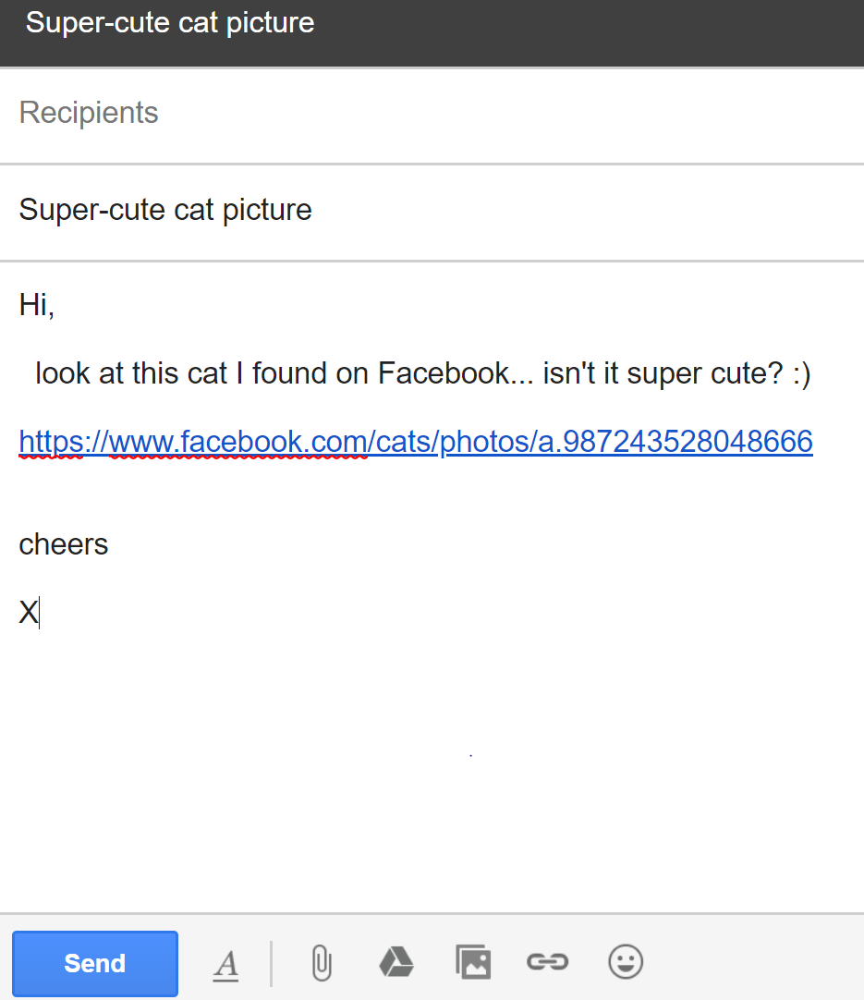 Super-cute cat picture
Recipients
Super-cute cat picture
Hi,
look at this cat I found on Facebook... isn't it super cute? :)
https://www.facebook.com/cats/photos/a.987243528048666
cheers
X
Send
A